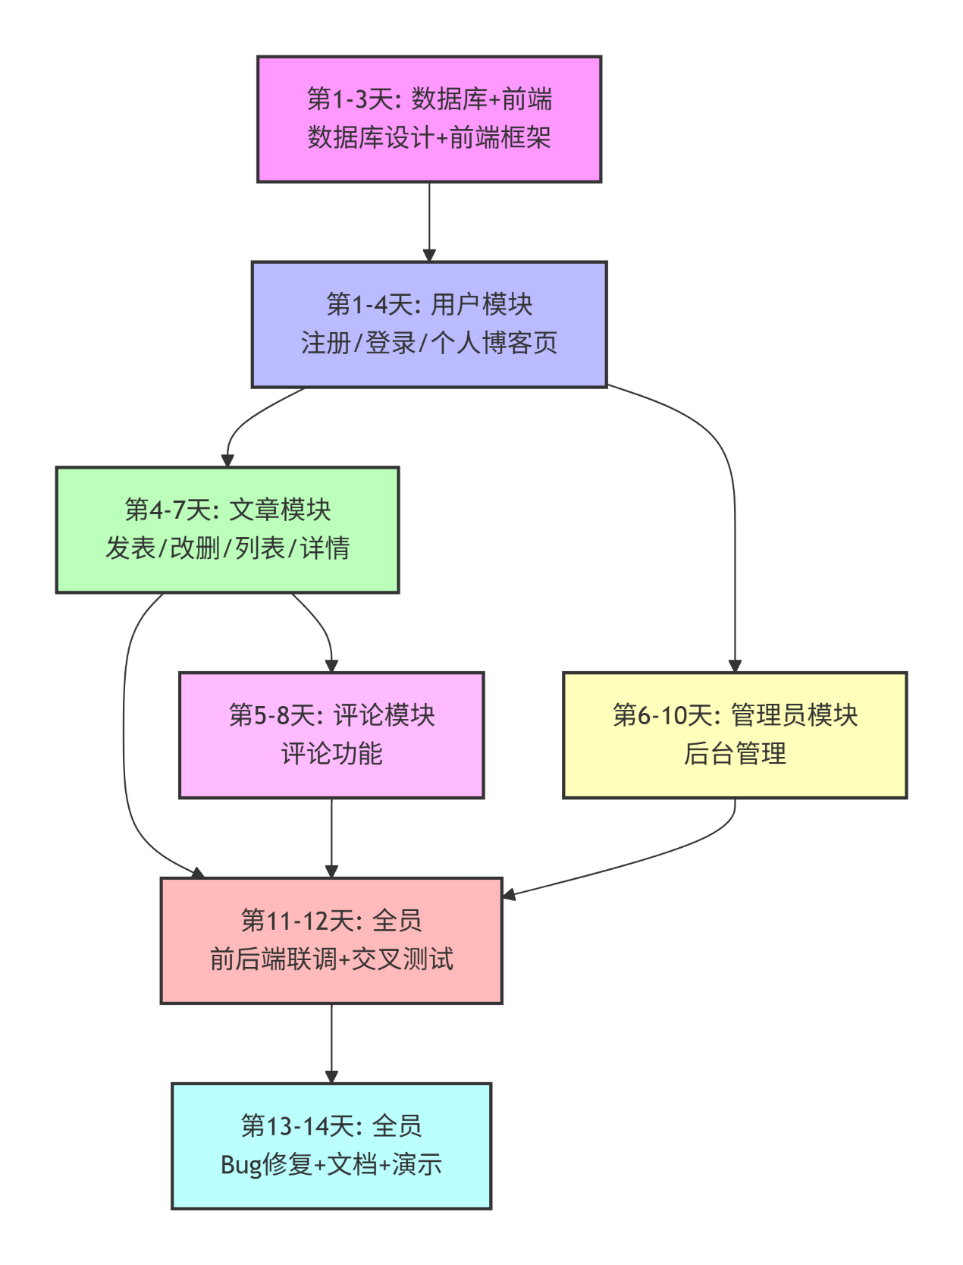 第1-3天: 数据库+前端
数据库设计+前端框架
第1-4天: 用户模块
注册/登录/个人博客页
第4-7天: 文章模块
发表/改删/列表/详情
第5-8天: 评论模块
评论功能
第6-10天: 管理员模块
后台管理
第11-12天: 全员
前后端联调+交叉测试
第13-14天: 全员
Bug修复+文档+演示